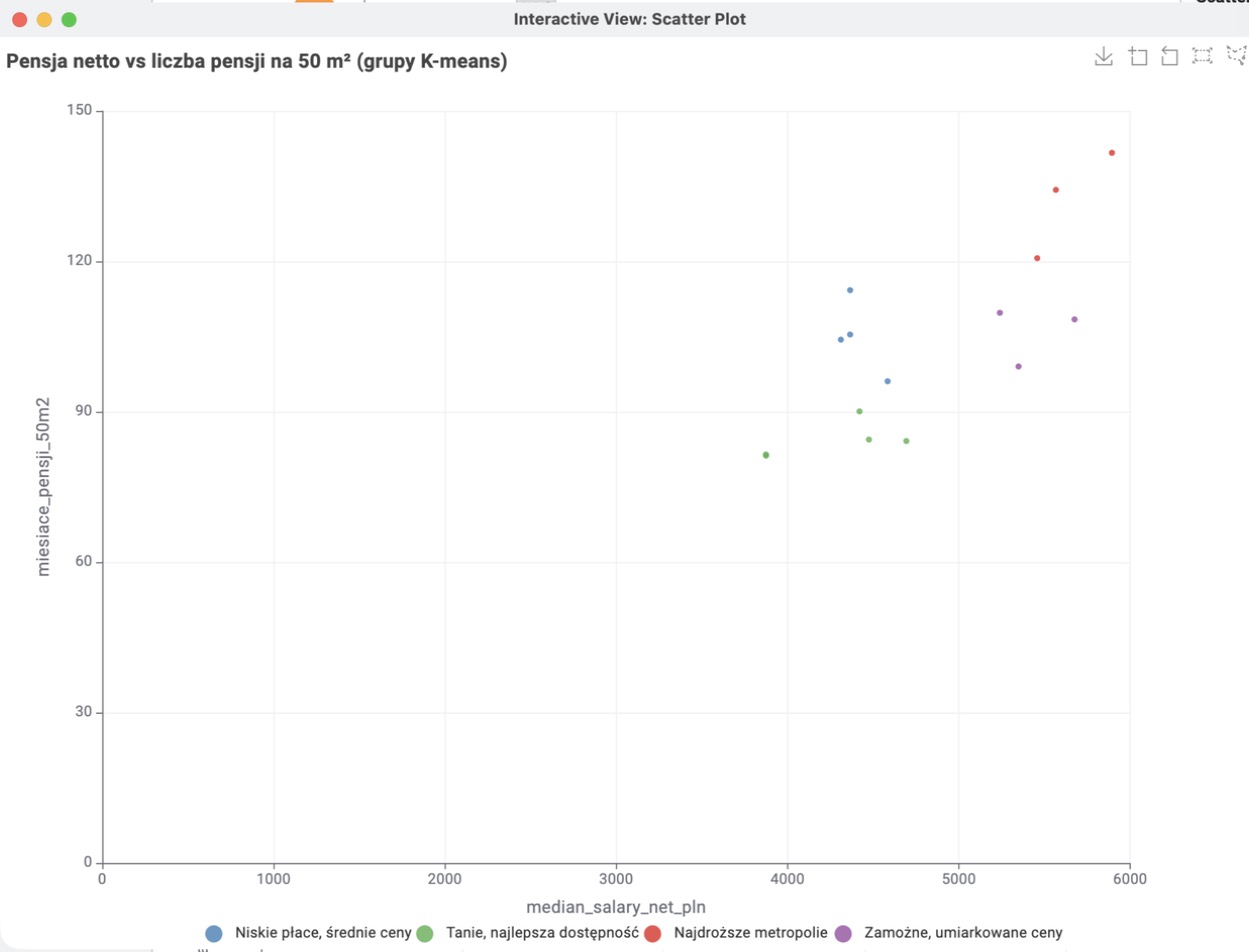 Interactive View: Scatter Plot
Pensja netto vs liczba pensji na 50 m² (grupy K-means)
150
120
90
60
30
0
miesiace_pensji_50m2
0 1000 2000 3000 4000 5000 6000
median_salary_net_pln
Niskie płace, średnie ceny Tanie, najlepsza dostępność Najdroższe metropolie Zamożne, umiarkowane ceny